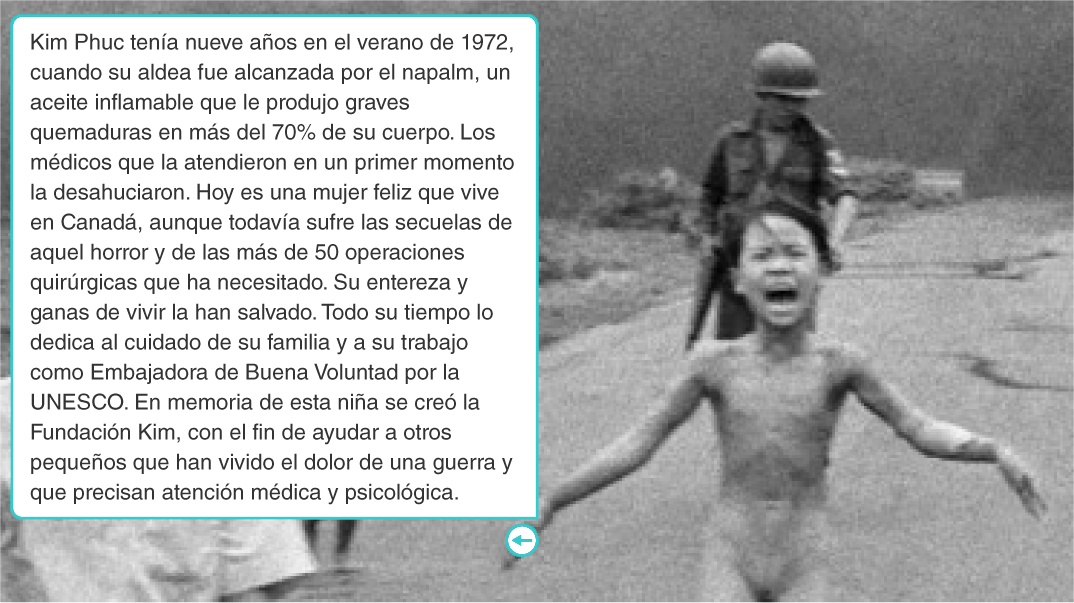 Kim Phuc tenía nueve años en el verano de 1972,
cuando su aldea fue alcanzada por el napalm, un
aceite inflamable que le produjo graves
quemaduras en más del 70% de su cuerpo. Los
médicos que la atendieron en un primer momento
la desahuciaron. Hoy es una mujer feliz que vive
en Canadá, aunque todavía sufre las secuelas de
aquel horror y de las más de 50 operaciones
quirúrgicas que ha necesitado. Su entereza y
ganas de vivir la han salvado. Todo su tiempo lo
dedica al cuidado de su familia y a su trabajo
como Embajadora de Buena Voluntad por la
UNESCO. En memoria de esta niña se creó la
Fundación Kim, con el fin de ayudar a otros
pequeños que han vivido el dolor de una guerra y
que precisan atención médica y psicológica.